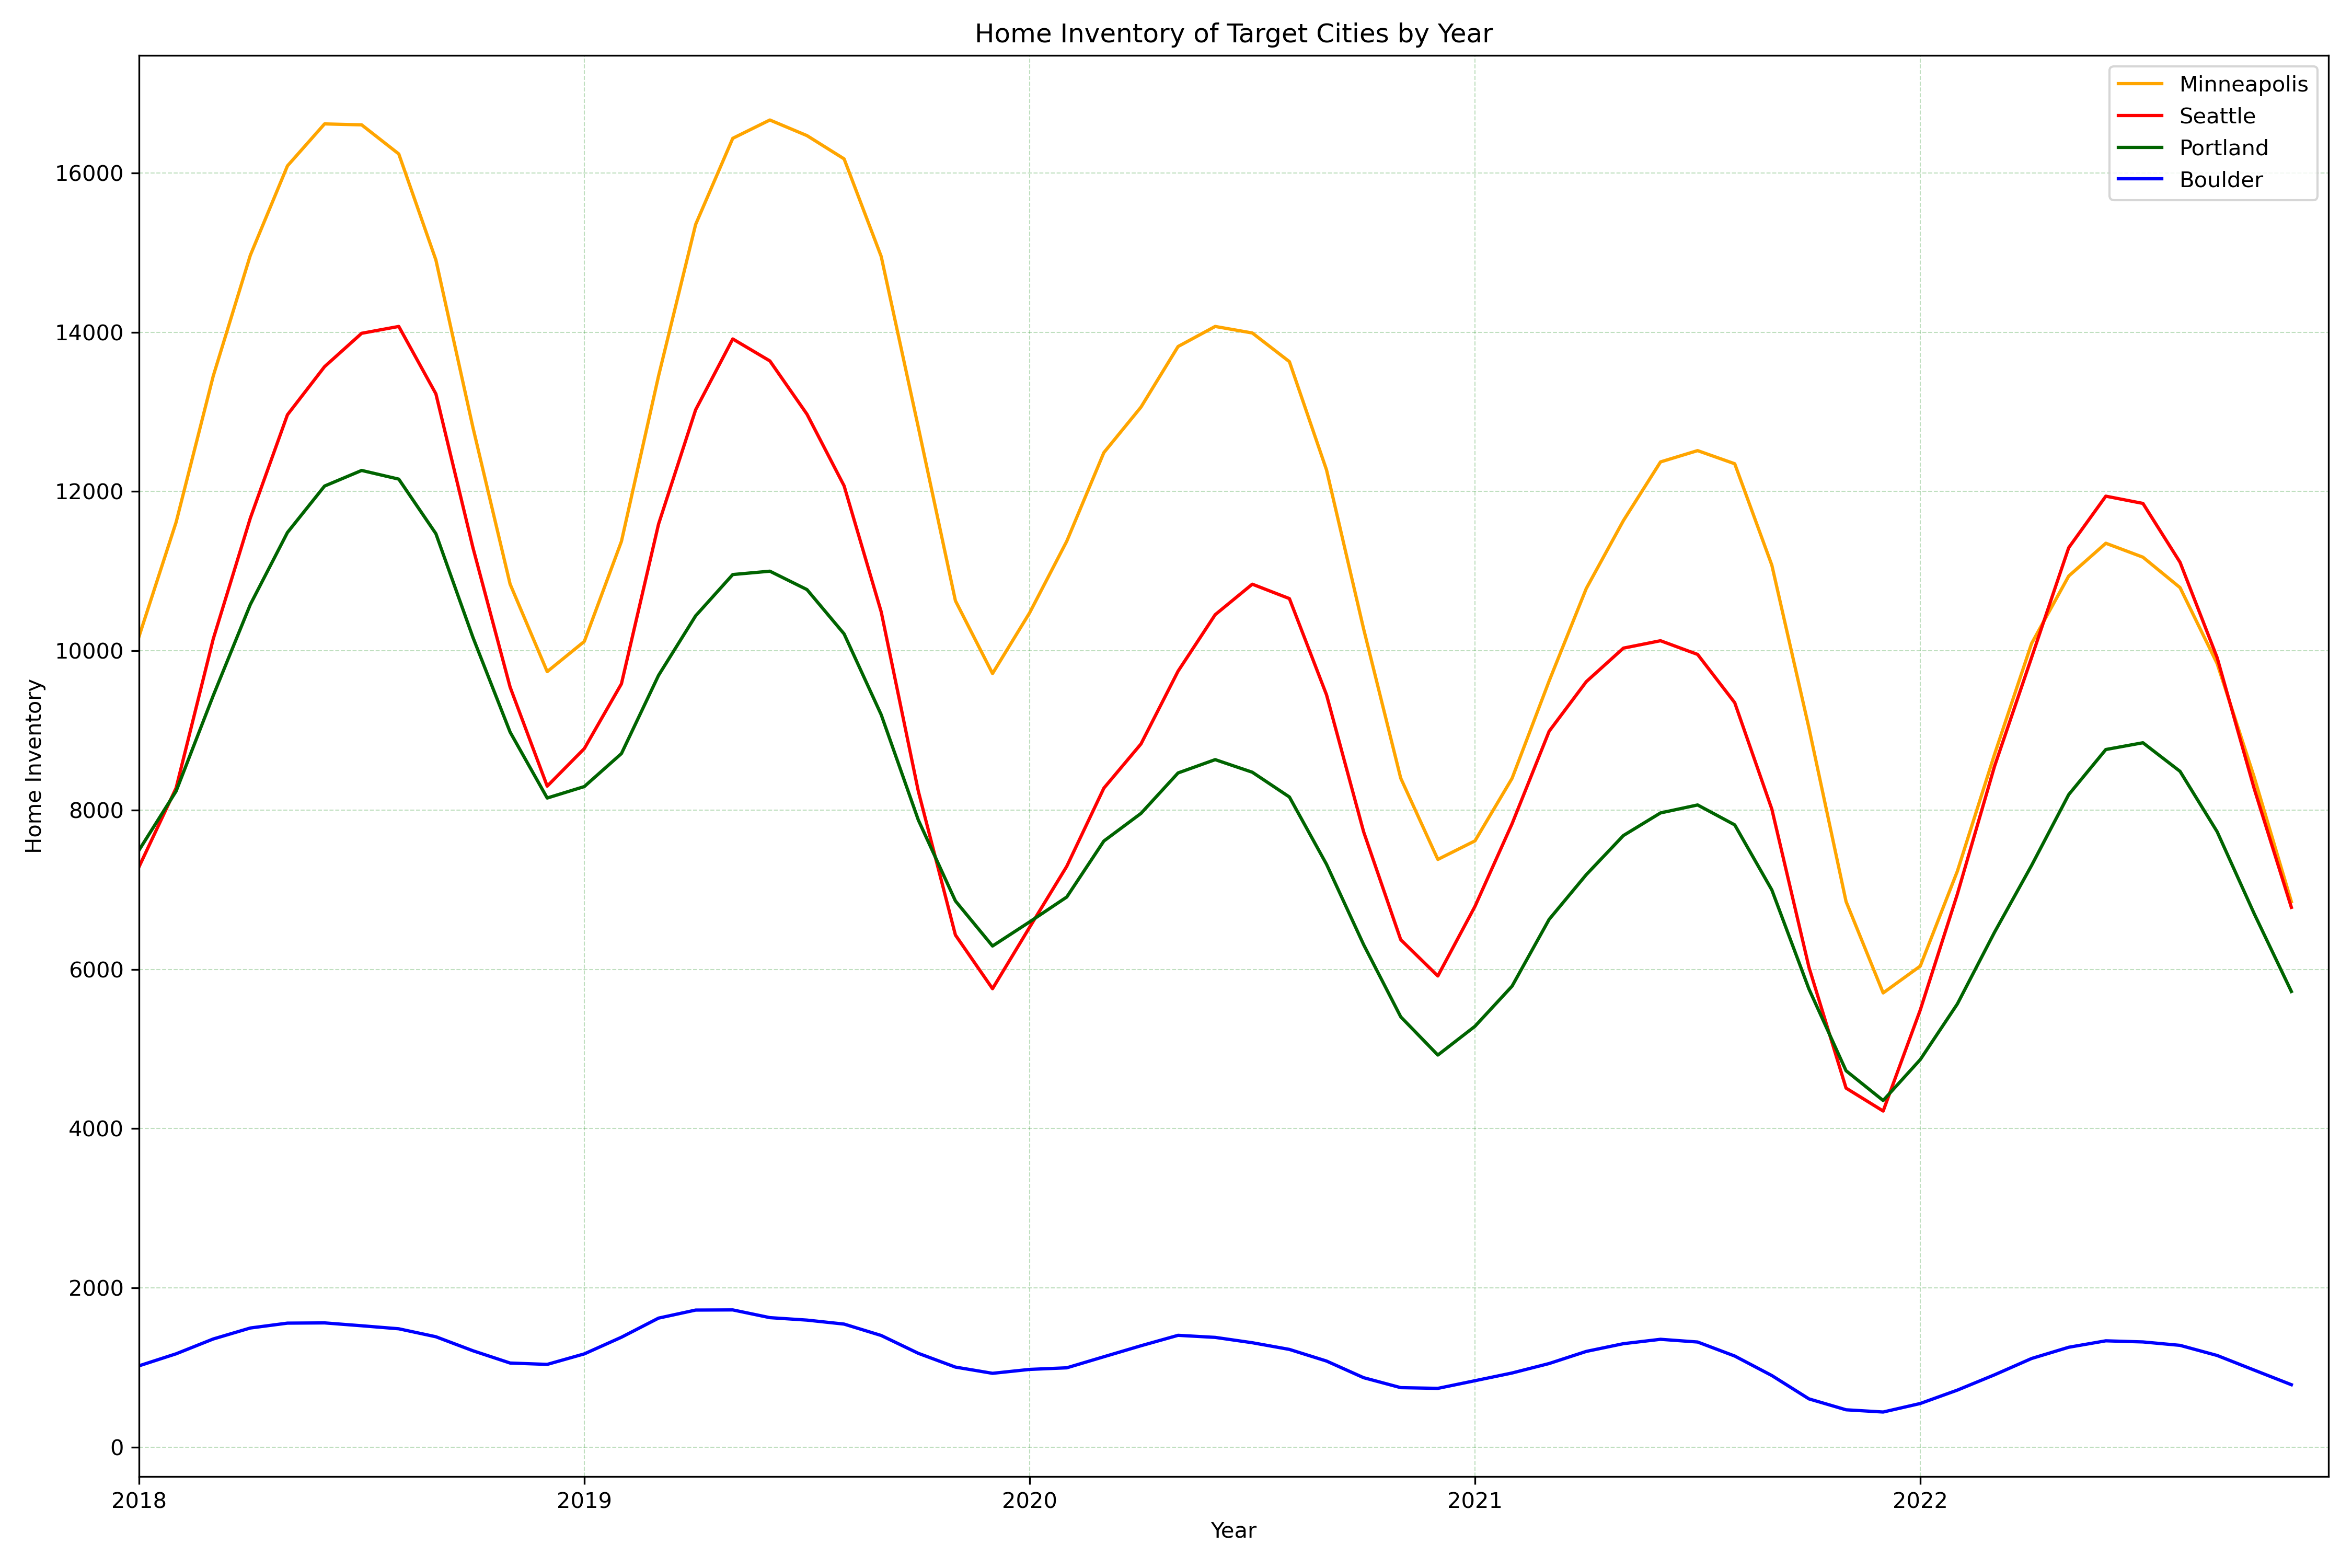 Home Inventory of Target Cities by Year
Minneapolis
Seattle
Portland
Boulder
16000
14000
12000
10000
8000
6000
4000
2000
0
Home Inventory
2018
2019
2020
2021
2022
Year